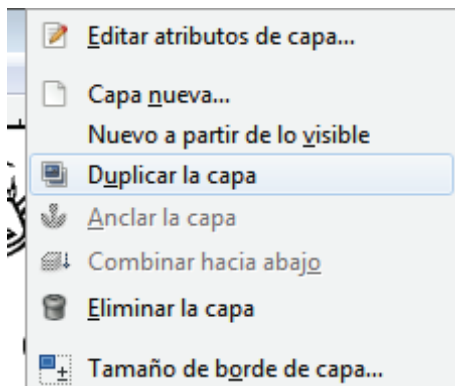 Editar atributos de capa...
Capa nueva...
Nuevo a partir de lo visible
Duplicar la capa
Anclar la capa
Combinar hacia abajo
Eliminar la capa
Tamaño de borde de capa...